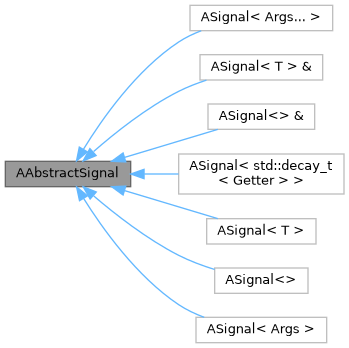 ASignal< Args... >
ASignal< T > &
ASignal<> &
ASignal< std::decay_t
< Getter > >
AAbstractSignal
ASignal< T >
ASignal<>
ASignal< Args >